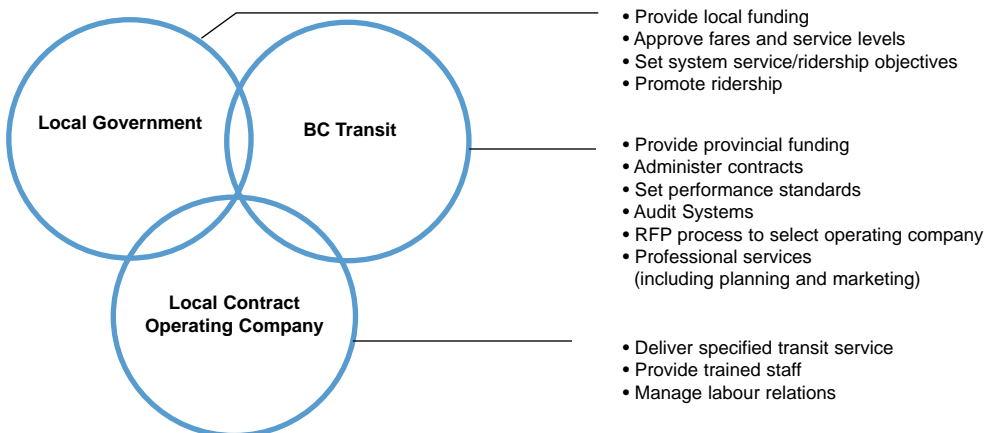 Local Government
BC Transit
Local Contract
Operating Company
• Provide local funding
• Approve fares and service levels
• Set system service/ridership objectives
• Promote ridership
• Provide provincial funding
• Administer contracts
• Set performance standards
• Audit Systems
• RFP process to select operating company
• Professional services
(including planning and marketing)
• Deliver specified transit service
• Provide trained staff
• Manage labour relations